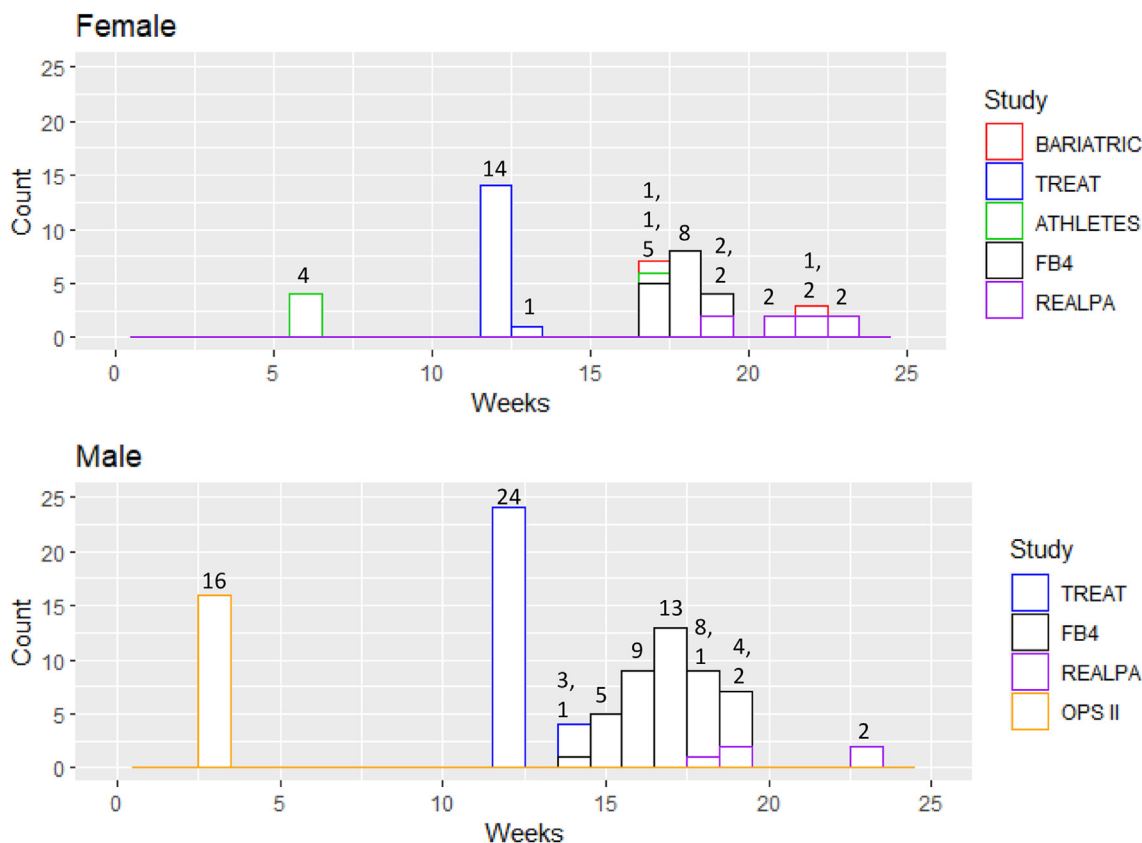 Female
25
20
15
10
5
0
Count
4
14
1
1,
1,
5
8
2,
2
2
1,
2
2
0
5
10
15
20
25
Weeks
Study
BARIATRIC
TREAT
ATHLETES
FB4
REALPA
Male
25
20
15
10
5
0
Count
16
24
3,
1
5
9
13
8,
1
4,
2
2
0
5
10
15
20
25
Weeks
Study
TREAT
FB4
REALPA
OPS II